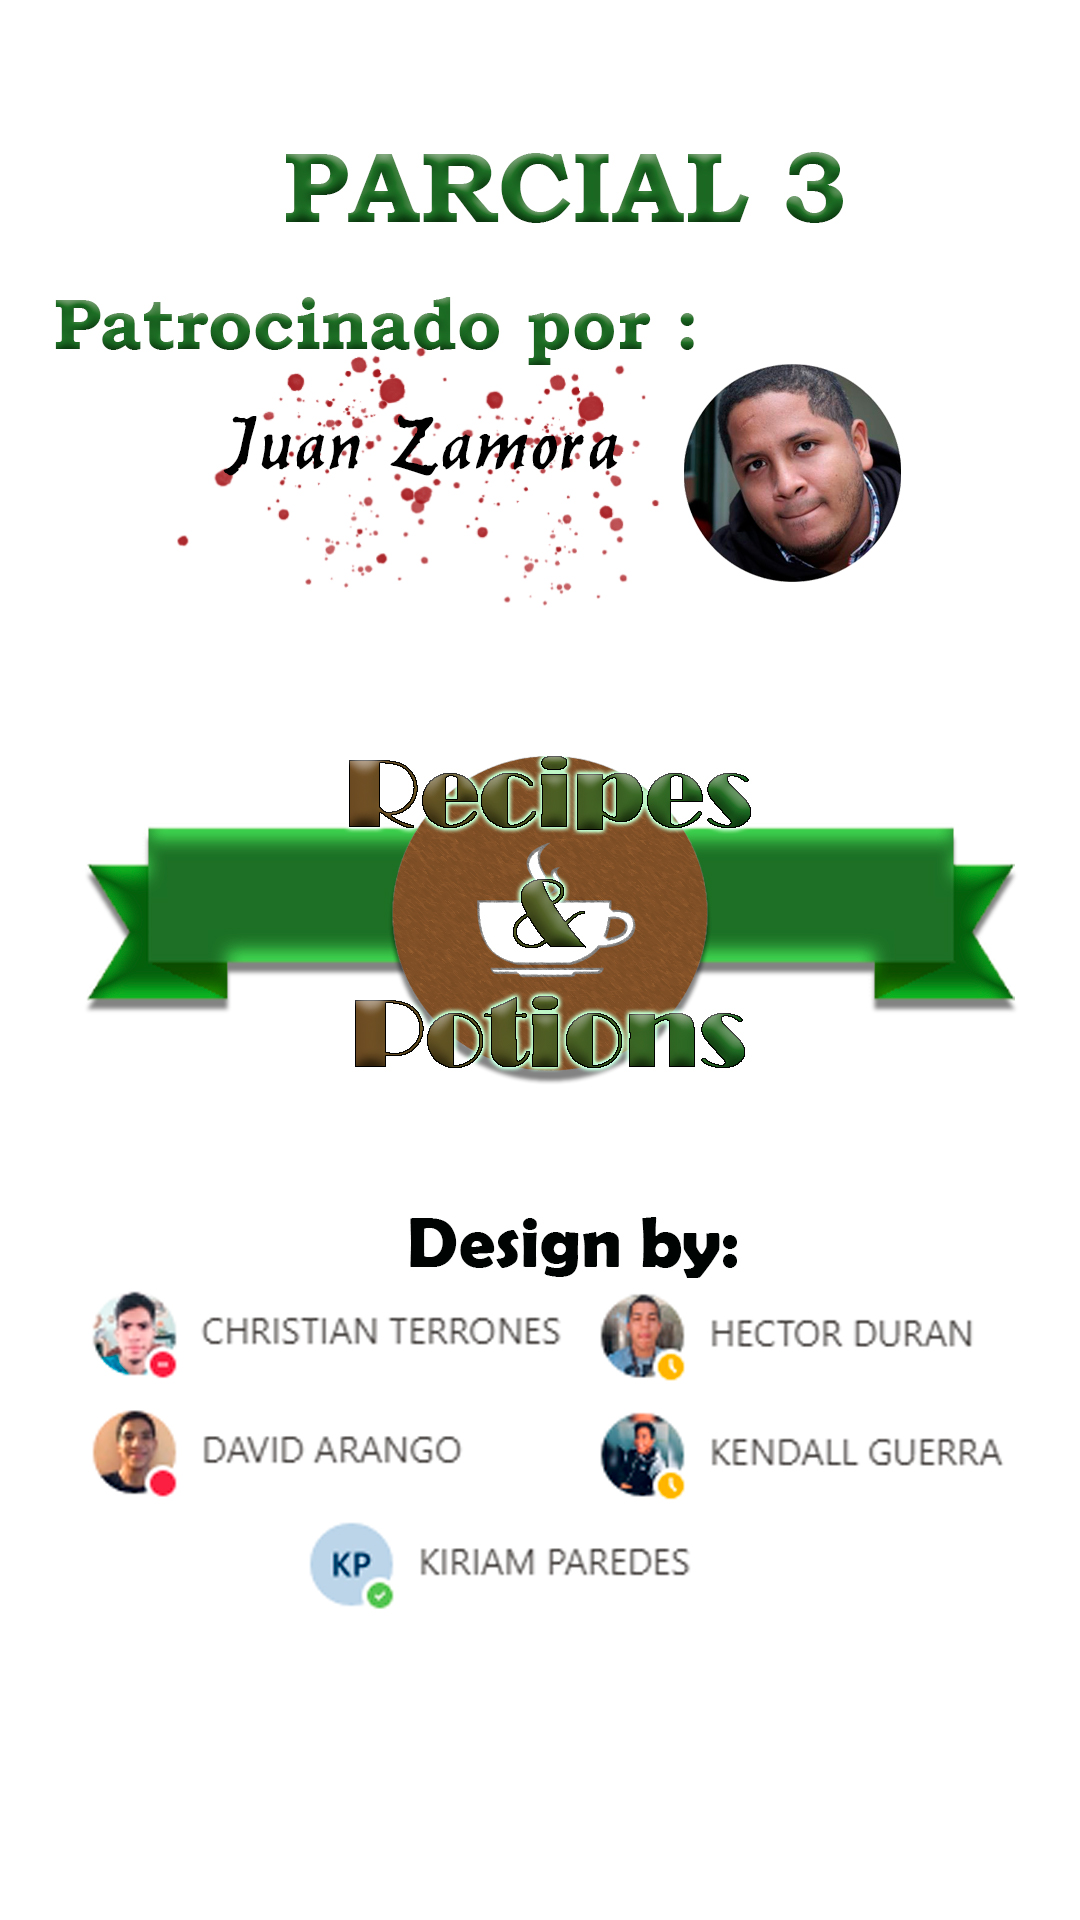 PARCIAL 3
Patrocinado por :
Juan Zamora
Recipes
&
Potions
Design by:
CHRISTIAN TERRONES
HECTOR DURAN
DAVID ARANGO
KENDALL GUERRA
KP
KIRIAM PAREDES